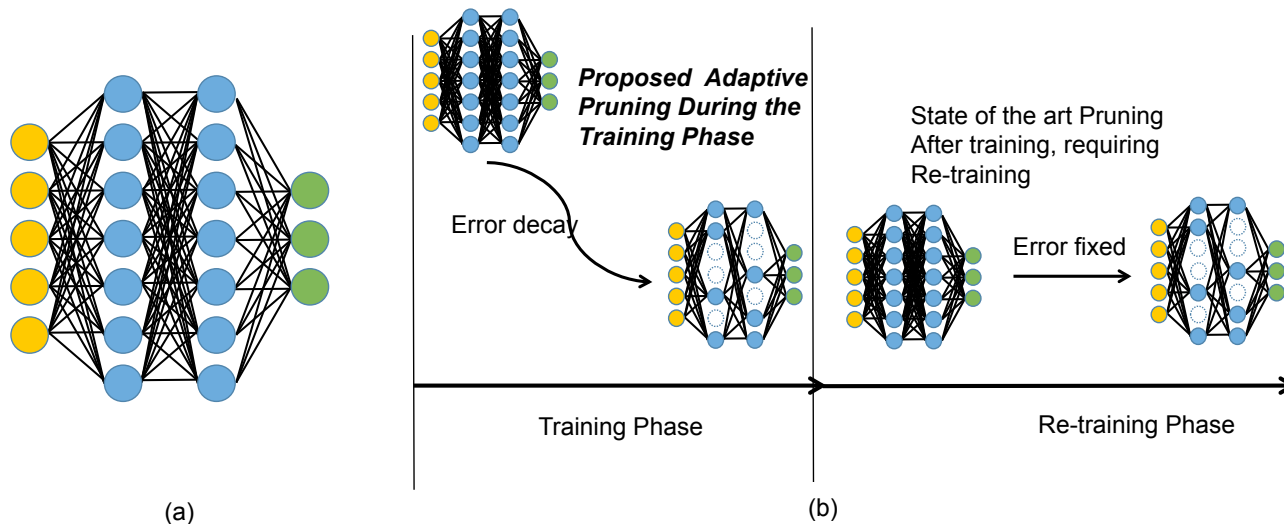 Proposed Adaptive
Pruning During the
Training Phase
Error decay
State of the art Pruning
After training, requiring
Re-training
Error fixed
Training Phase
Re-training Phase
(a)
(b)